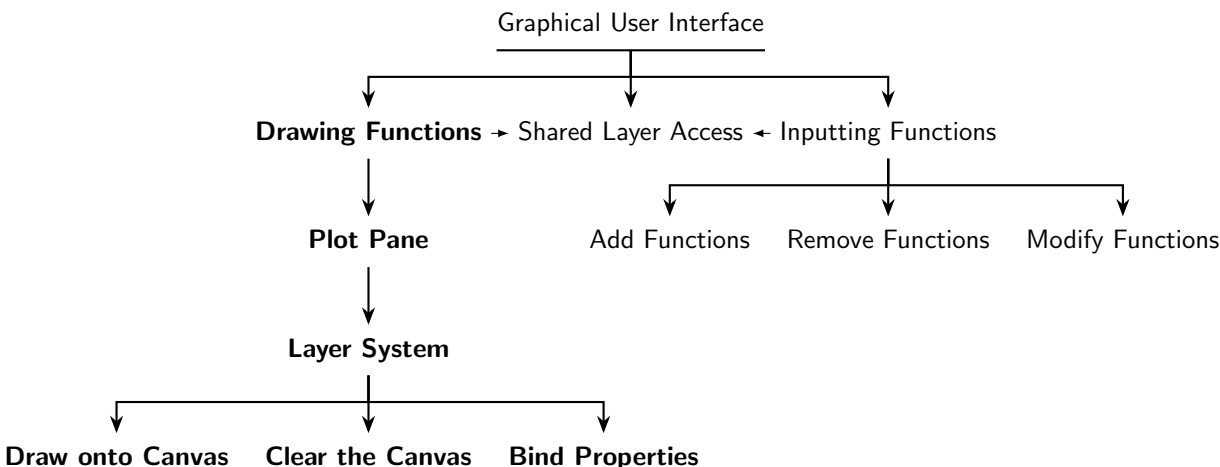 Graphical User Interface
Drawing Functions Shared Layer Access Inputting Functions
Plot Pane Add Functions Remove Functions Modify Functions
Layer System
Draw onto Canvas Clear the Canvas Bind Properties